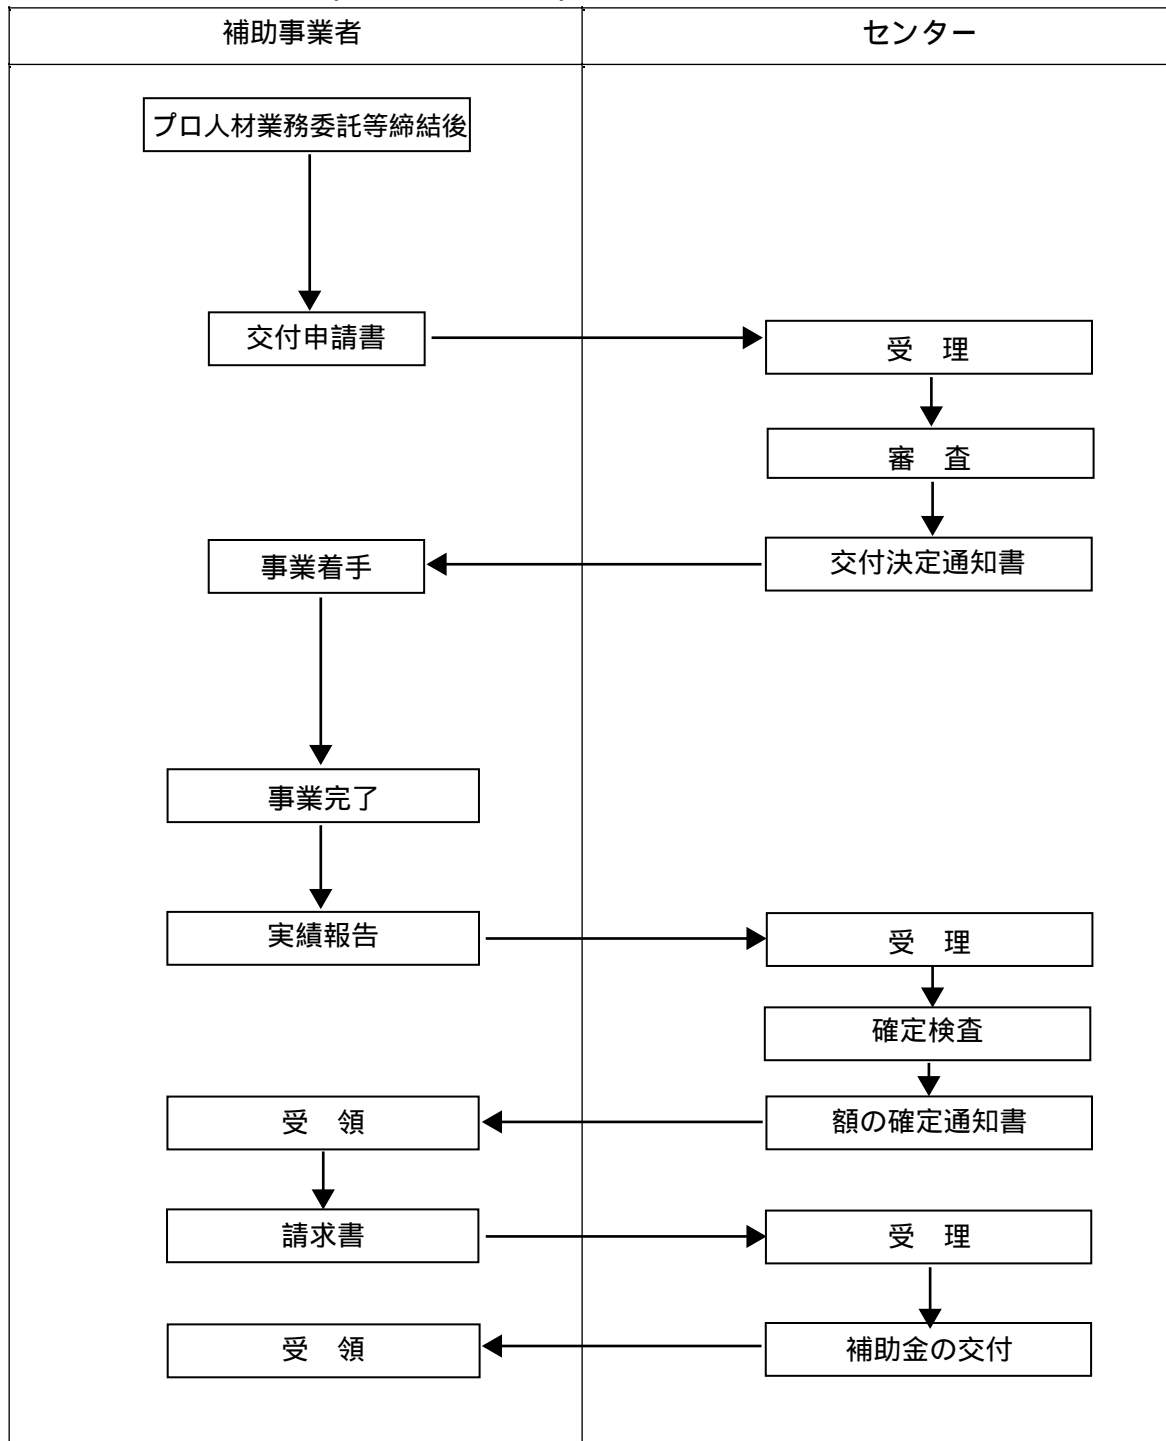 補助事業者
センター
プロ人材業務委託等締結後
交付申請書
受　理
審　査
交付決定通知書
事業着手
事業完了
実績報告
受　理
確定検査
額の確定通知書
受　領
請求書
受　理
補助金の交付
受　領